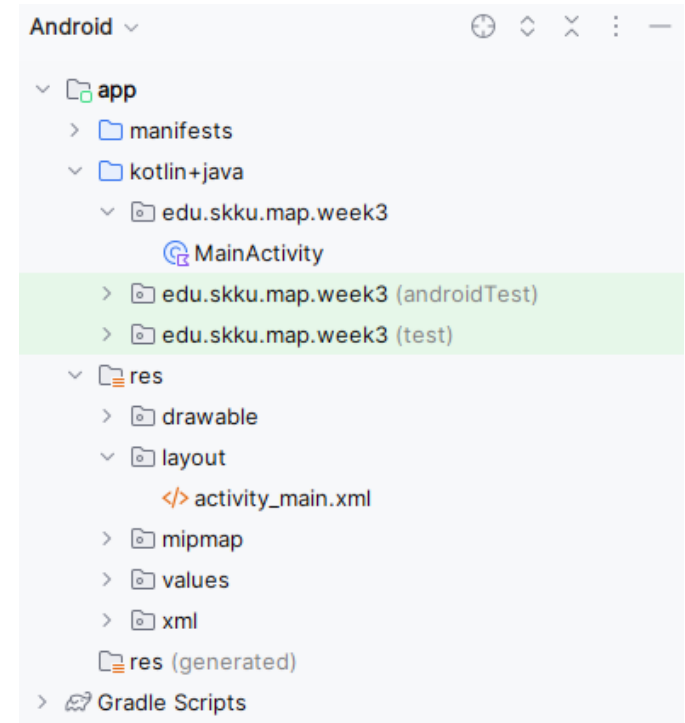 Android
app
manifests
kotlin+java
edu.skku.map.week3
MainActivity
edu.skku.map.week3 (androidTest)
edu.skku.map.week3 (test)
res
drawable
layout
activity_main.xml
mipmap
values
xml
res (generated)
Gradle Scripts